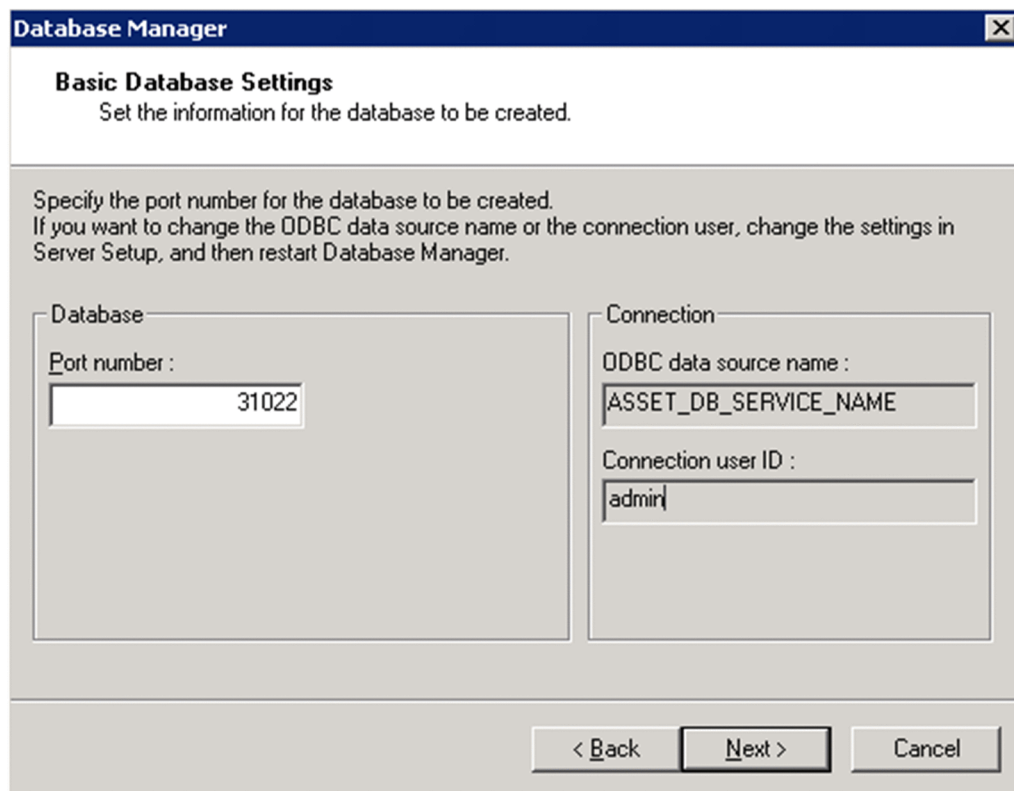 Database Manager
Basic Database Settings
Set the information for the database to be created.
Specify the port number for the database to be created.
If you want to change the ODBC data source name or the connection user, change the settings in
Server Setup, and then restart Database Manager.
Database
Port number :
31022
Connection
ODBC data source name :
ASSET_DB_SERVICE_NAME
Connection user ID :
admin
< Back
Next >
Cancel